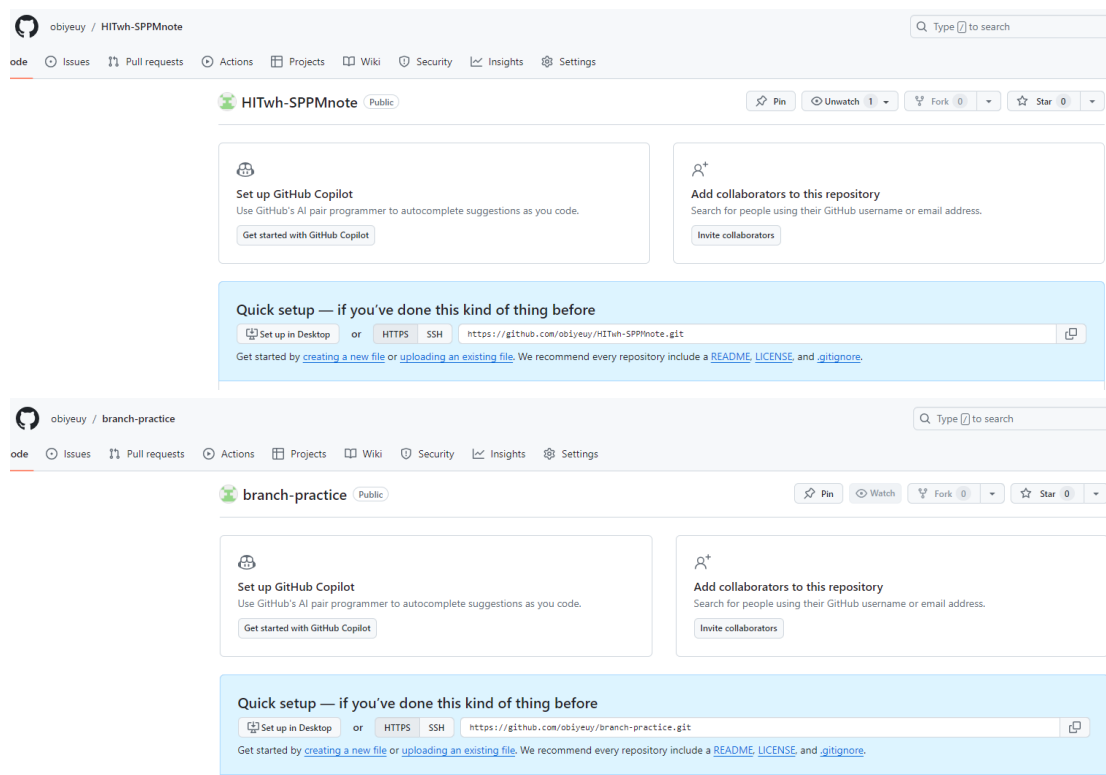 obiyeuy / HITwh-SPPMnote
Type / to search
ode Issues Pull requests Actions Projects Wiki Security Insights Settings
HITwh-SPPMnote Public
Pin Unwatch 1 Fork 0 Star 0
Set up GitHub Copilot
Use GitHub's AI pair programmer to autocomplete suggestions as you code.
Get started with GitHub Copilot
Add collaborators to this repository
Search for people using their GitHub username or email address.
Invite collaborators
Quick setup — if you've done this kind of thing before
Set up in Desktop or HTTPS SSH https://github.com/obiyeuy/HITwh-SPPMnote.git
Get started by creating a new file or uploading an existing file. We recommend every repository include a README, LICENSE, and .gitignore.
obiyeuy / branch-practice
Type / to search
ode Issues Pull requests Actions Projects Wiki Security Insights Settings
branch-practice Public
Pin Watch Fork 0 Star 0
Set up GitHub Copilot
Use GitHub's AI pair programmer to autocomplete suggestions as you code.
Get started with GitHub Copilot
Add collaborators to this repository
Search for people using their GitHub username or email address.
Invite collaborators
Quick setup — if you've done this kind of thing before
Set up in Desktop or HTTPS SSH https://github.com/obiyeuy/branch-practice.git
Get started by creating a new file or uploading an existing file. We recommend every repository include a README, LICENSE, and .gitignore.